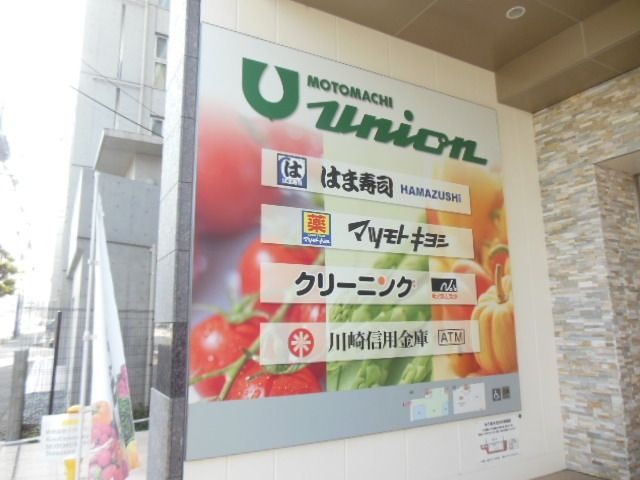 MOTOMACHI
Union
は はま寿司 HAMAZUSHi
薬 マツモトキヨシ
クリーニング
川崎信用金庫 ATM